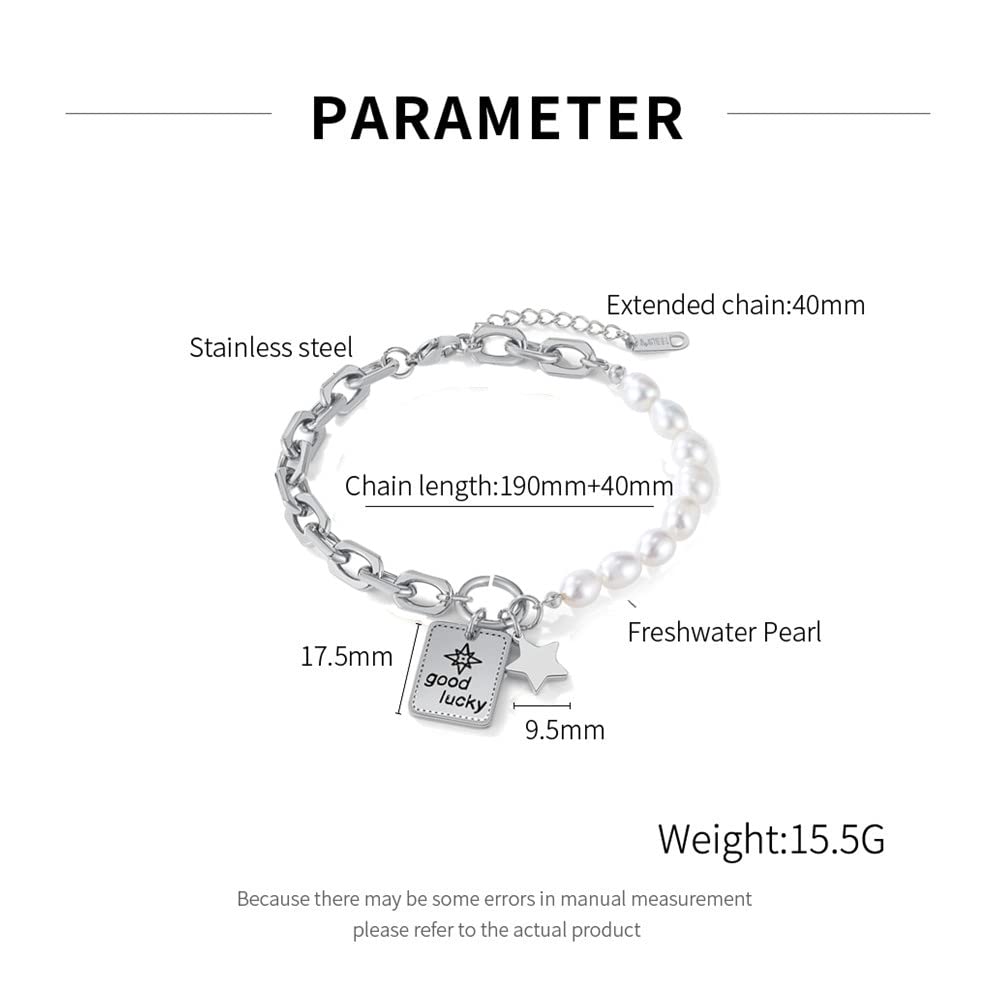 PARAMETER
Extended chain:40mm
Stainless steel
Chain length:190mm+40mm
Freshwater Pearl
17.5mm
good
lucky
9.5mm
Weight:15.5G
Because there may be some errors in manual measurement
please refer to the actual product